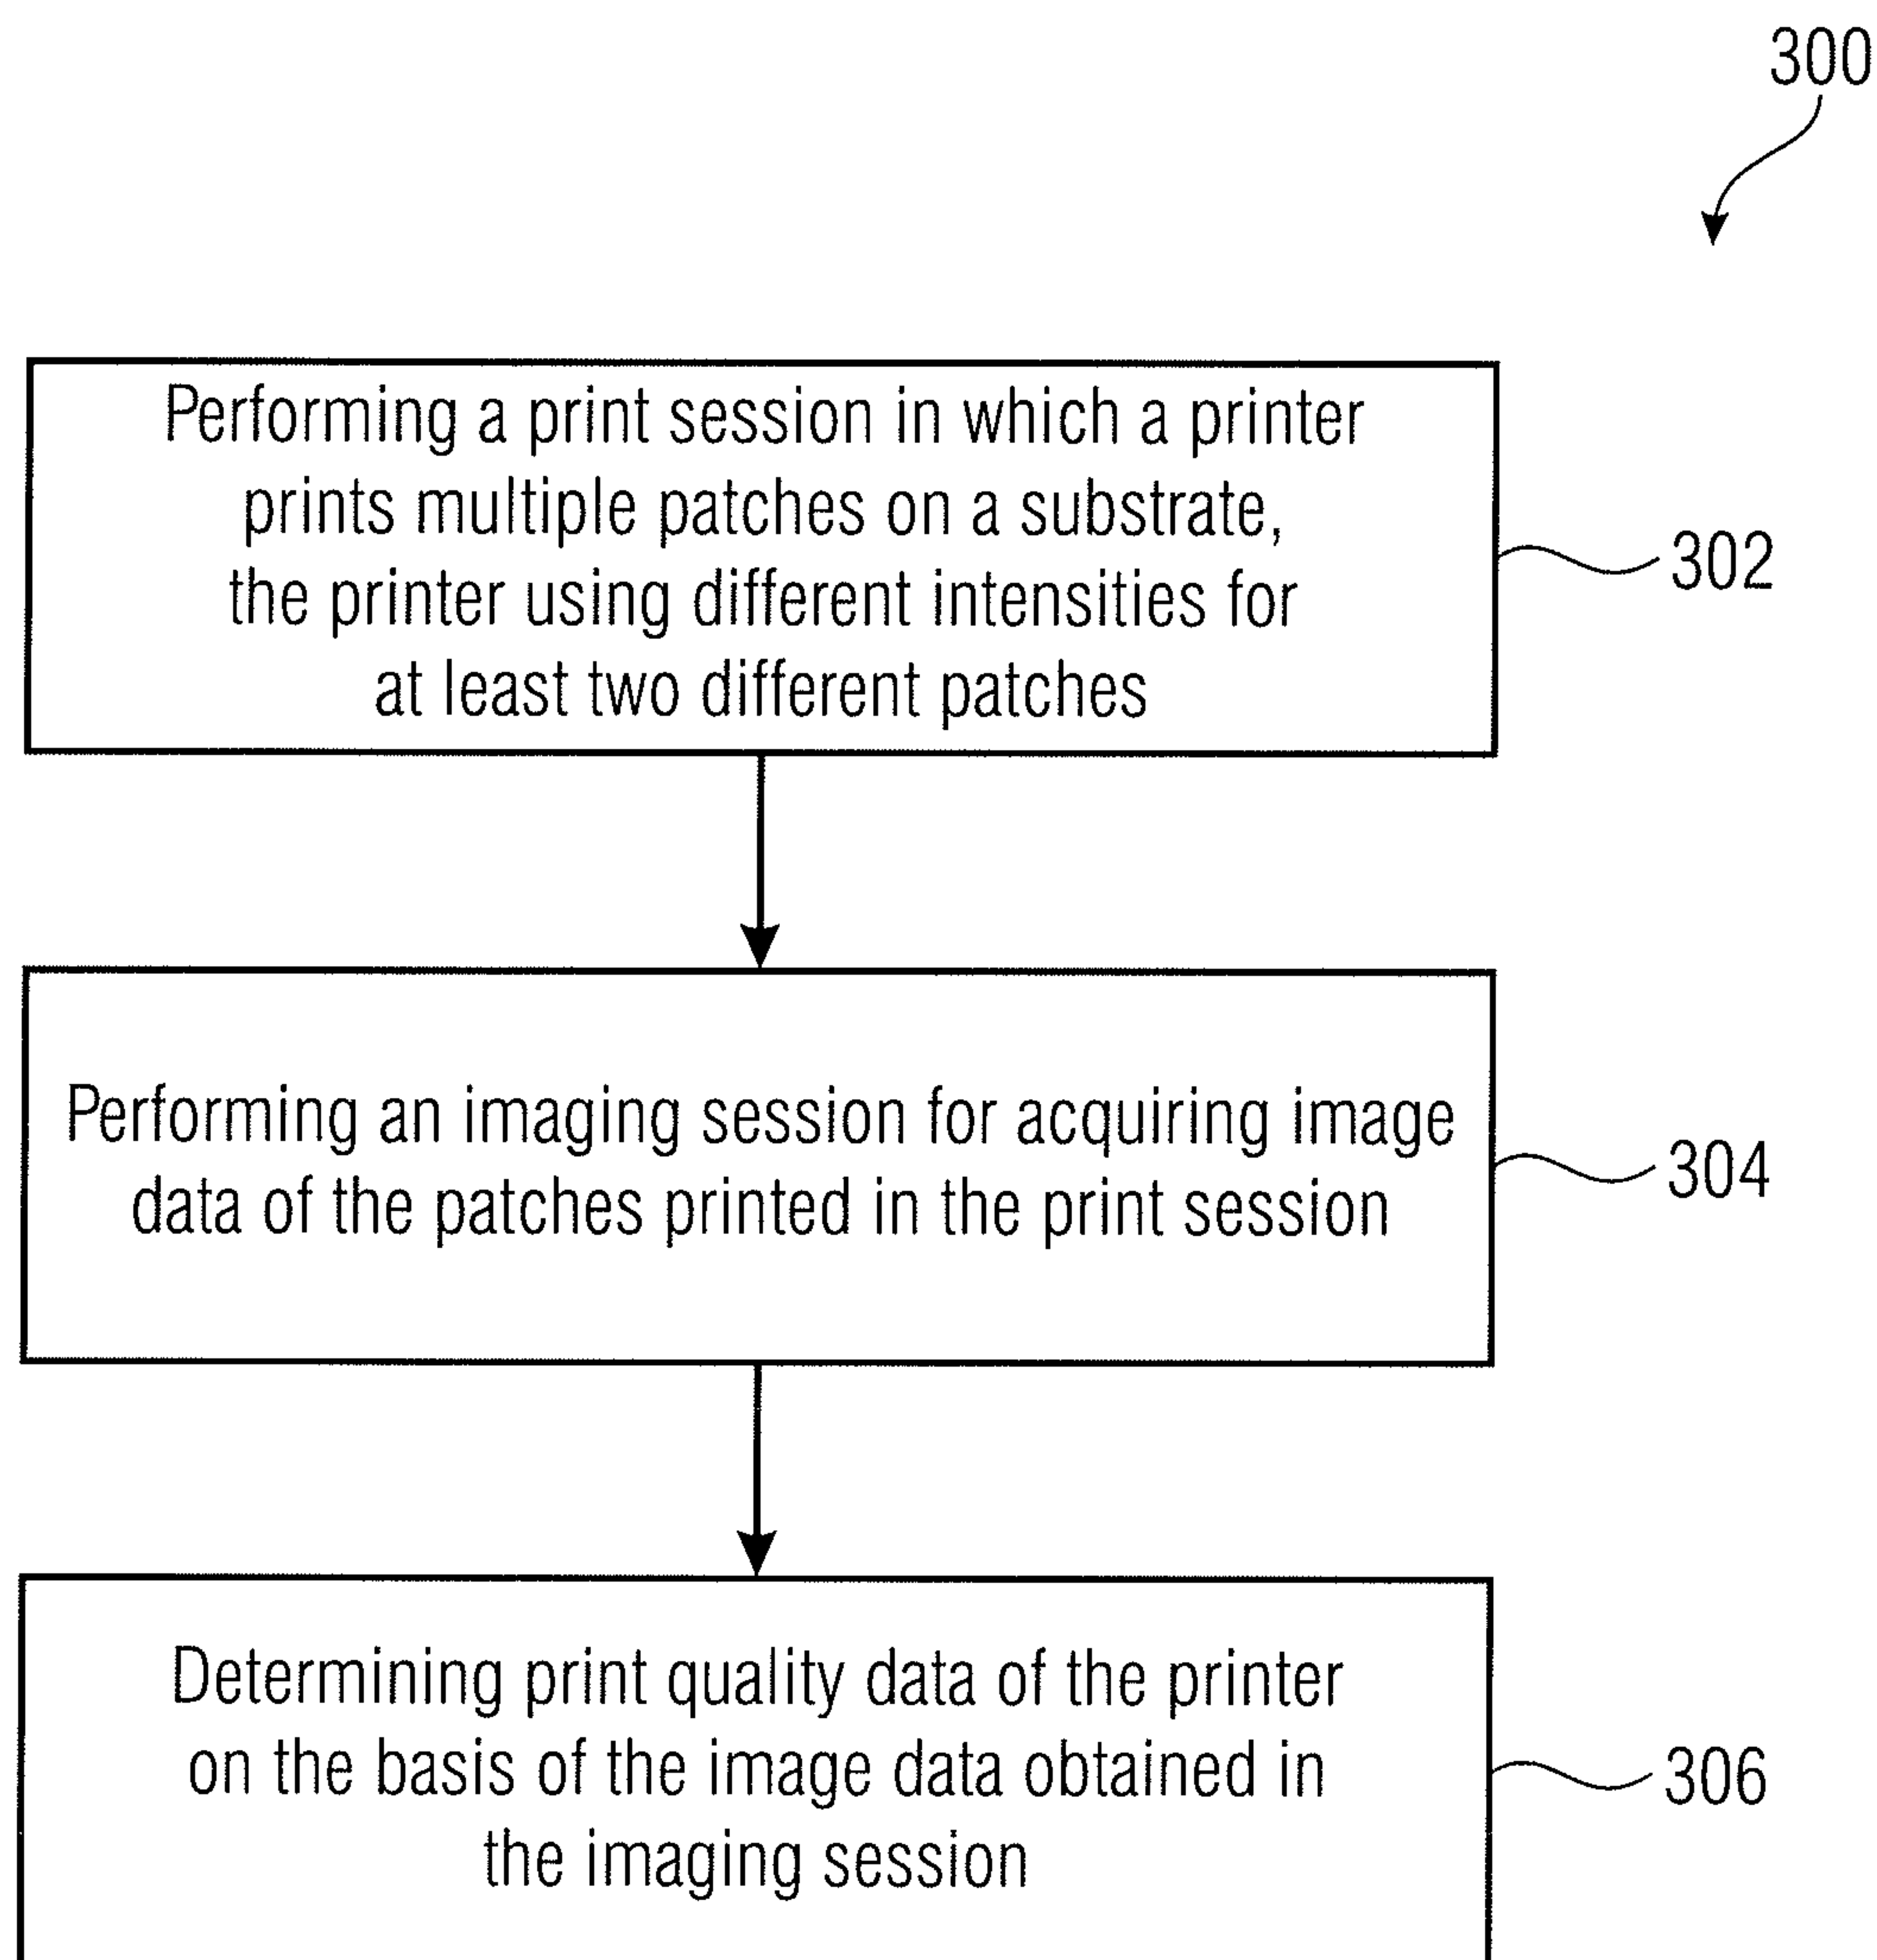 300
Performing a print session in which a printer
prints multiple patches on a substrate,
the printer using different intensities for
at least two different patches
302
Performing an imaging session for acquiring image
data of the patches printed in the print session
304
Determining print quality data of the printer
on the basis of the image data obtained in
the imaging session
306